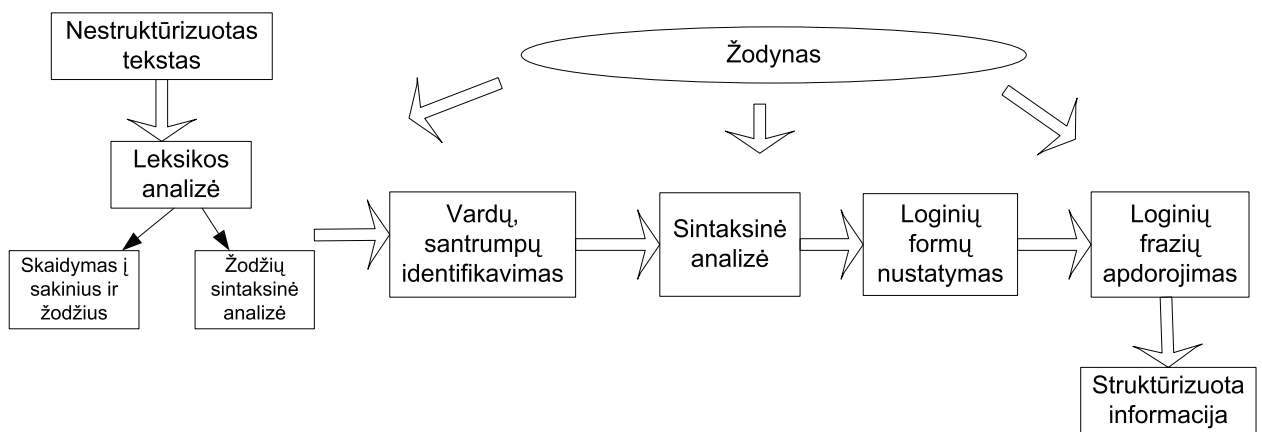 Nestruktūrizuotas
tekstas
Žodynas
Leksikos
analizė
Skaidymas į
sakinius ir
žodžius
Žodžių
sintaksinė
analizė
Vardų,
santrumpų
identifikavimas
Sintaksinė
analizė
Loginių
formų
nustatymas
Loginių
frazių
apdorojimas
Struktūrizuota
informacija